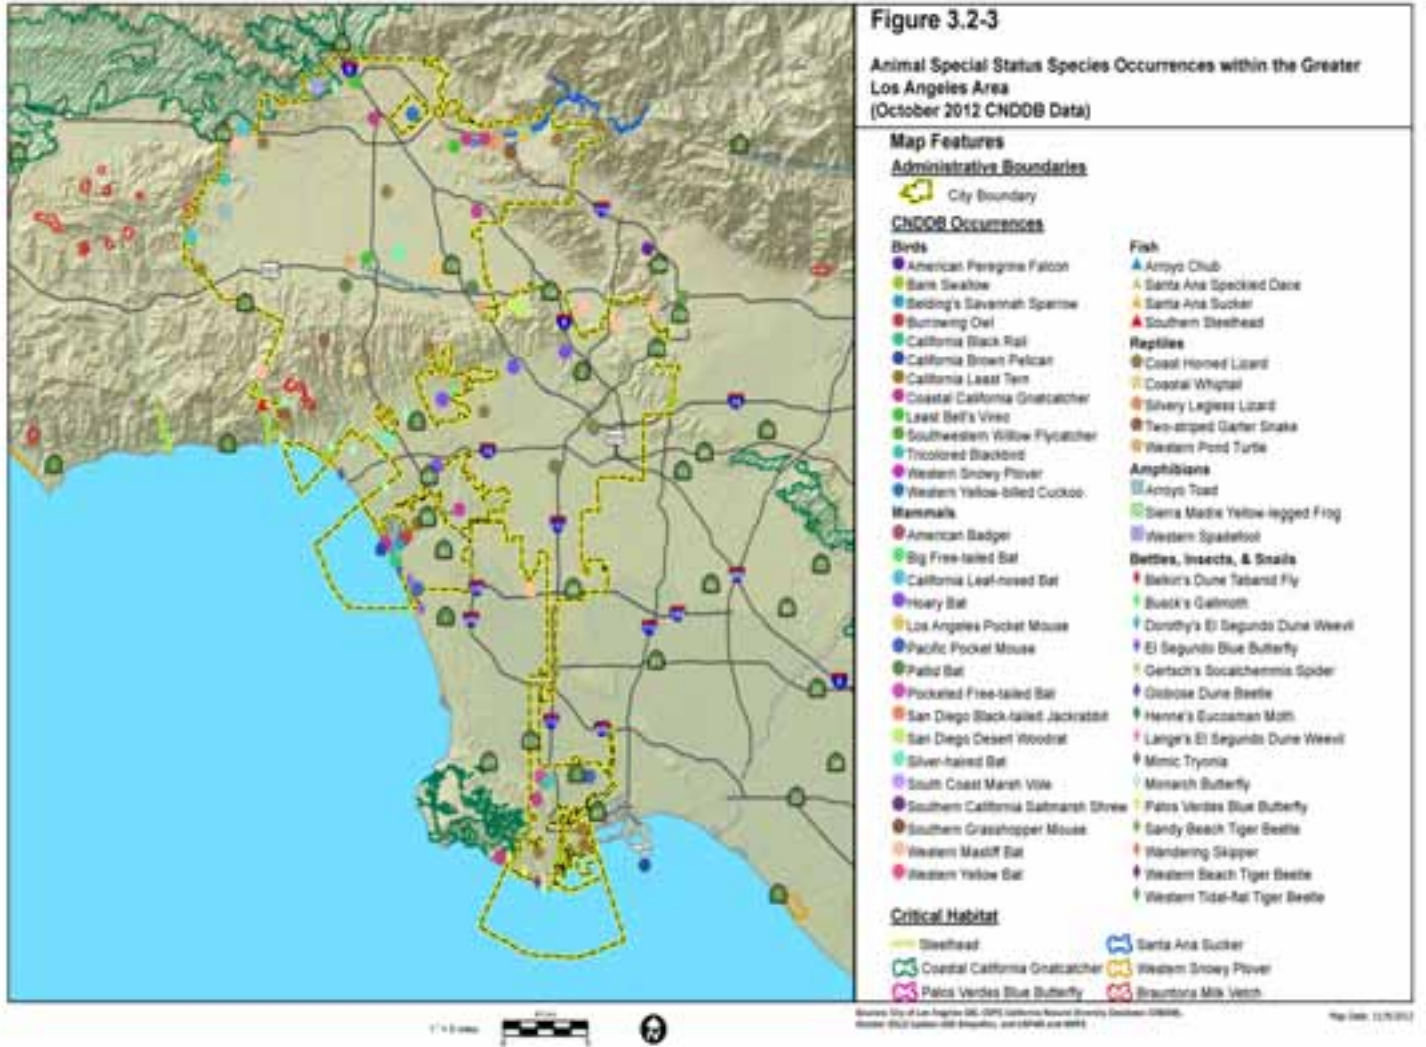 Figure 3.2-3
Animal Special Status Species Occurrences within the Greater
Los Angeles Area
(October 2012 CNDDB Data)
Map Features
Administrative Boundaries
City Boundary
CNDDB Occurrences
Birds
American Peregrine Falcon
Bank Swallow
Belding's Savannah Sparrow
Burrowing Owl
California Black Rail
California Brown Pelican
California Least Tern
Coastal California Gnatcatcher
Least Bell's Vireo
Southwestern Willow Flycatcher
Tricolored Blackbird
Western Snowy Plover
Western Yellow-billed Cuckoo
Mammals
American Badger
Big Free-tailed Bat
California Leaf-nosed Bat
Hoary Bat
Los Angeles Pocket Mouse
Pacific Pocket Mouse
Pallid Bat
Pocketed Free-tailed Bat
San Diego Black-tailed Jackrabbit
San Diego Desert Woodrat
Silver-haired Bat
South Coast Marsh Vole
Southern California Saltmarsh Shrew
Southern Grasshopper Mouse
Western Mastiff Bat
Western Yellow Bat
Fish
Arroyo Chub
Santa Ana Speckled Dace
Santa Ana Sucker
Southern Steelhead
Reptiles
Coast Horned Lizard
Coastal Whiptail
Silvery Legless Lizard
Two-striped Garter Snake
Western Pond Turtle
Amphibians
Arroyo Toad
Sierra Madre Yellow-legged Frog
Western Spadefoot
Bettles, Insects, & Snails
Belkin's Dune Tabanid Fly
Busck's Gallmoth
Dorothy's El Segundo Dune Weevil
El Segundo Blue Butterfly
Gertsch's Socalchemmis Spider
Globose Dune Beetle
Henne's Eucosman Moth
Lange's El Segundo Dune Weevil
Mimic Tryonia
Monarch Butterfly
Palos Verdes Blue Butterfly
Sandy Beach Tiger Beetle
Wandering Skipper
Western Beach Tiger Beetle
Western Tidal-flat Tiger Beetle
Critical Habitat
Steelhead
Coastal California Gnatcatcher
Palos Verdes Blue Butterfly
Santa Ana Sucker
Western Snowy Plover
Brauntons Milk Vetch